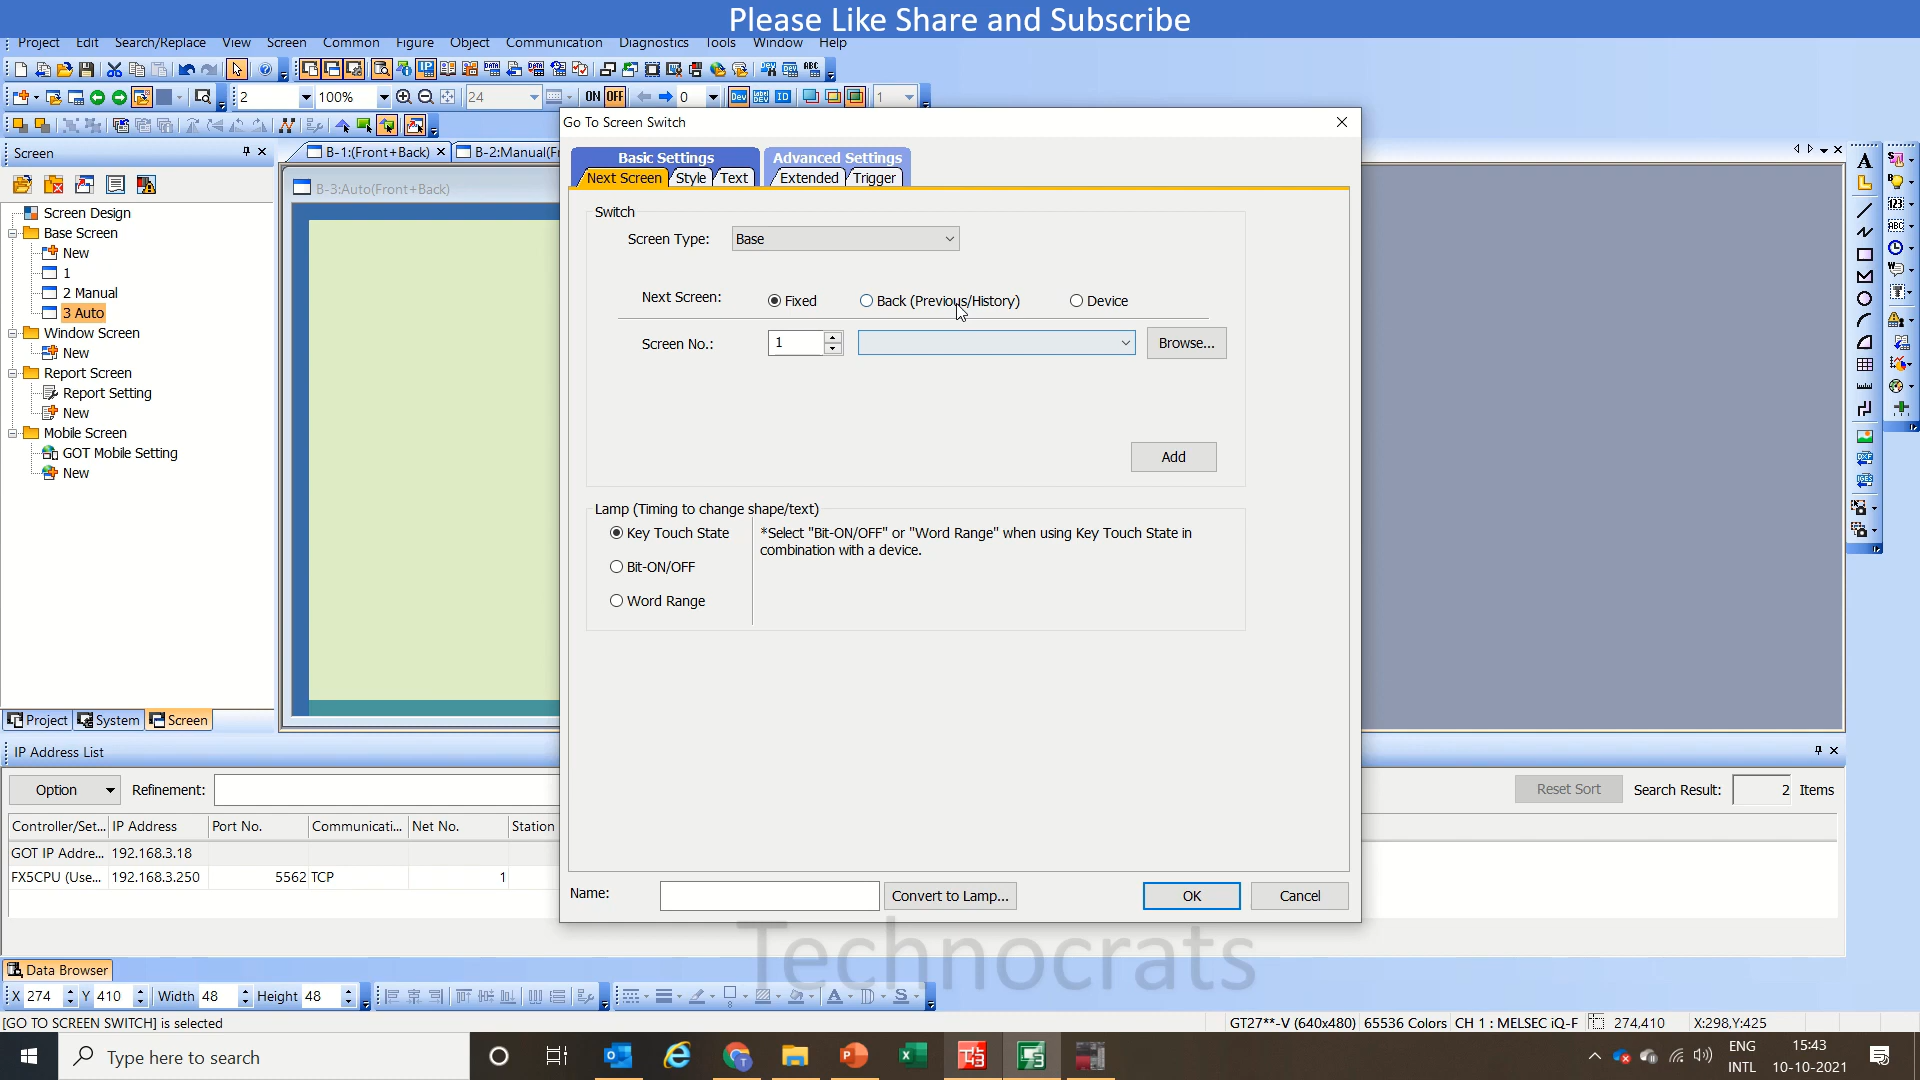 Please Like Share and Subscribe
Project Edit Search/Replace View Screen Common Figure Object Communication Diagnostics Tools Window Help
2 100% 24 ON OFF 0 Dev ID 1
Screen
B-1:(Front+Back) B-2:Manual(Fr
Go To Screen Switch
Basic Settings Advanced Settings
Next Screen Style Text Extended Trigger
B-3:Auto(Front+Back)
Screen Design
Base Screen
New
1
2 Manual
3 Auto
Window Screen
New
Report Screen
Report Setting
New
Mobile Screen
GOT Mobile Setting
New
Switch
Screen Type: Base
Next Screen: Fixed Back (Previous/History) Device
Screen No.: 1 Browse...
Add
Lamp (Timing to change shape/text)
Key Touch State
Bit-ON/OFF
Word Range
*Select "Bit-ON/OFF" or "Word Range" when using Key Touch State in
combination with a device.
Project System Screen
IP Address List
Option Refinement: Reset Sort Search Result: 2 Items
Controller/Set... IP Address Port No. Communicati... Net No. Station
GOT IP Addre... 192.168.3.18
FX5CPU (Use... 192.168.3.250 5562 TCP 1
Name: Convert to Lamp... OK Cancel
Technocrats
Data Browser
X 274 Y 410 Width 48 Height 48
[GO TO SCREEN SWITCH] is selected GT27**-V (640x480) 65536 Colors CH 1 : MELSEC iQ-F 274,410 X:298,Y:425
Type here to search
ENG
INTL
15:43
10-10-2021